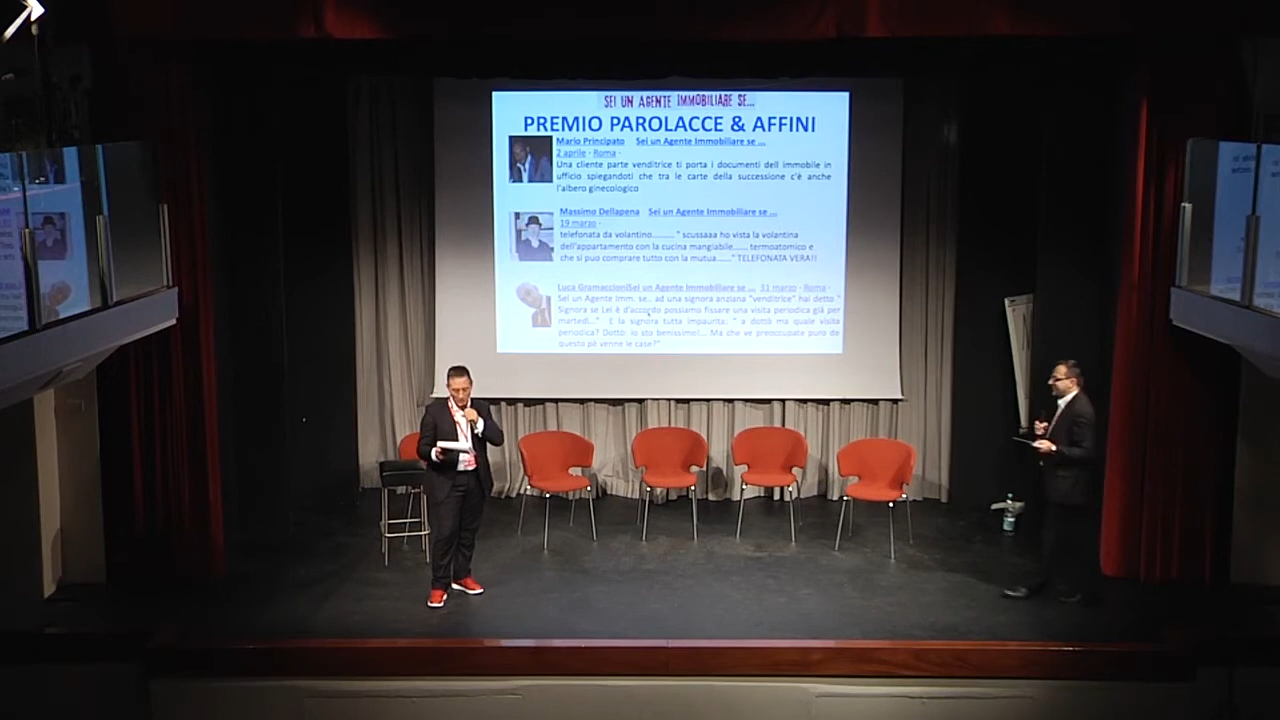 SEI UN AGENTE IMMOBILIARE SE...
PREMIO PAROLACCE & AFFINI
Mario Principato Sei un Agente Immobiliare se ...
2 aprile · Roma ·
Una cliente parte venditrice ti porta i documenti dell immobile in
ufficio spiegandoti che tra le carte della successione c'è anche
l'albero ginecologico
Massimo Dellapena Sei un Agente Immobiliare se ...
19 marzo ·
telefonata da volantino.......... " scussaaa ho vista la volantina
dell'appartamento con la cucina mangiabile...... termoatomico e
che si puo comprare tutto con la mutua......" TELEFONATA VERA!!
Luca GramaccioniSei un Agente Immobiliare se ... 31 marzo · Roma ·
Sei un Agente Imm. se.. ad una signora anziana "venditrice" hai detto "
Signora se Lei è d'accordo possiamo fissare una visita periodica già per
martedì..." E la signora tutta impaurita: " a dottò ma quale visita
periodica? Dottò: io sto benissimo!... Ma che ve preoccupate puro de
questo pè venne le case?"